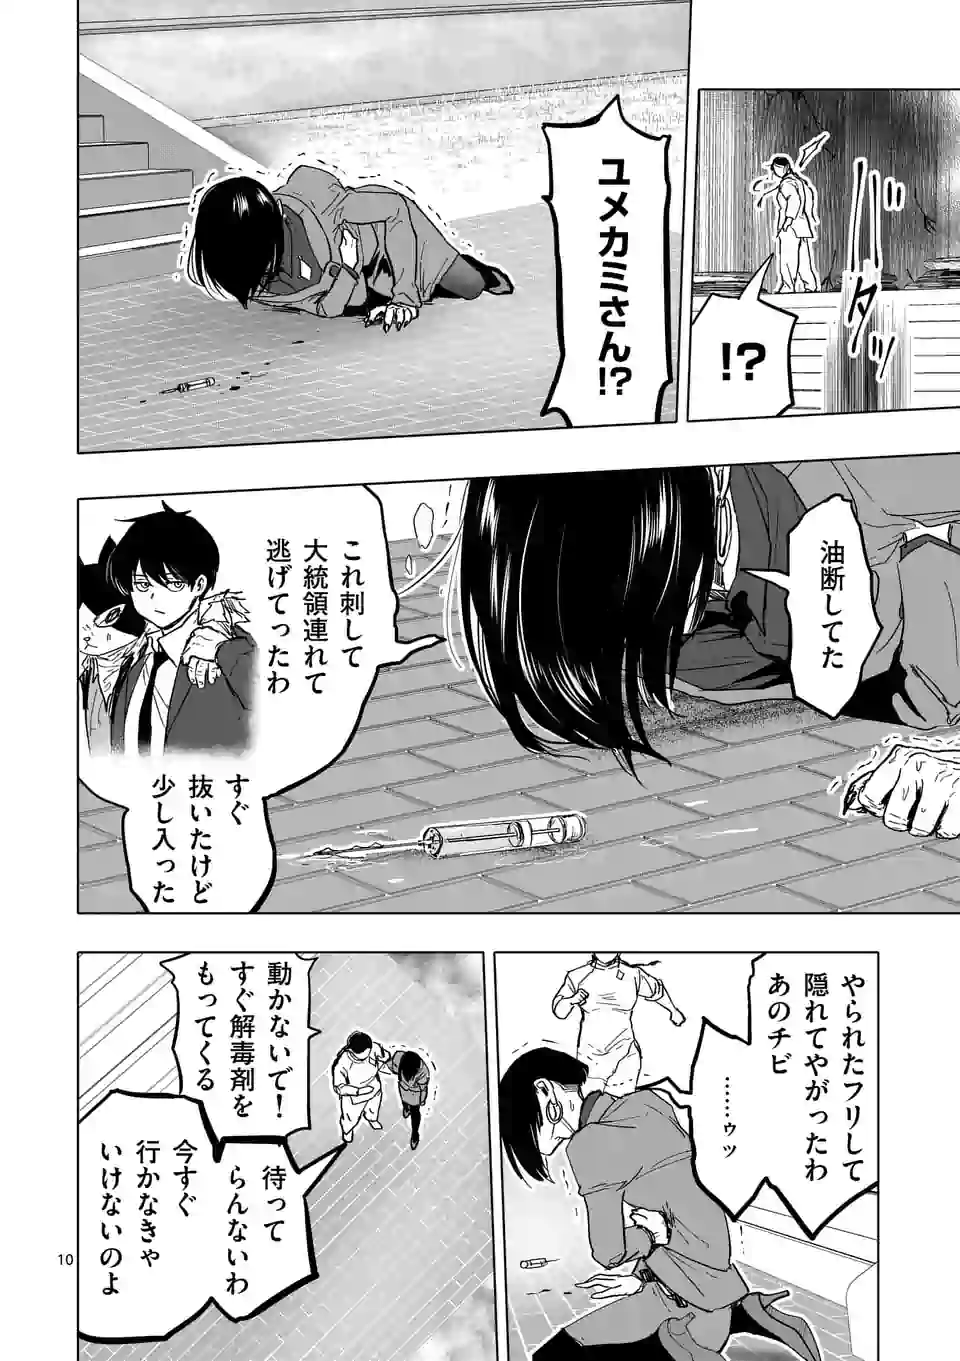 ドタッ
!?
ユメカミさん!?
油断してた
これ刺して
大統領連れて
逃げてったわ
すぐ
抜いたけど
少し入った
やられたフリして
隠れてやがったわ
あのチビ
……ゥッ
動かないで！
すぐ解毒剤を
もってくる
待って
らんないわ
今すぐ
行かなきゃ
いけないのよ
10